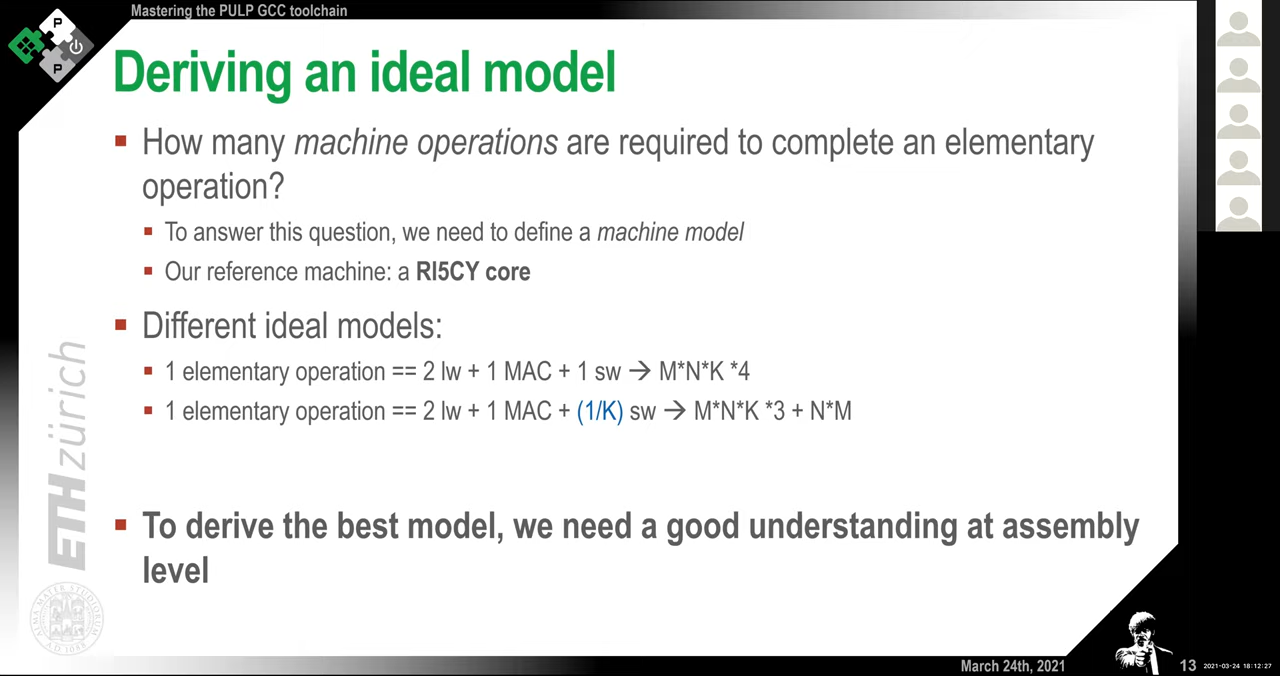 Mastering the PULP GCC toolchain
P
P
Deriving an ideal model
▪ How many machine operations are required to complete an elementary
operation?
▪ To answer this question, we need to define a machine model
▪ Our reference machine: a RI5CY core
▪ Different ideal models:
▪ 1 elementary operation == 2 lw + 1 MAC + 1 sw → M*N*K *4
▪ 1 elementary operation == 2 lw + 1 MAC + (1/K) sw → M*N*K *3 + N*M
▪ To derive the best model, we need a good understanding at assembly
level
ETH zürich
ALMA MATER STUDIORUM
A.D. 1088
March 24th, 2021
13
2021-03-24 18:12:27